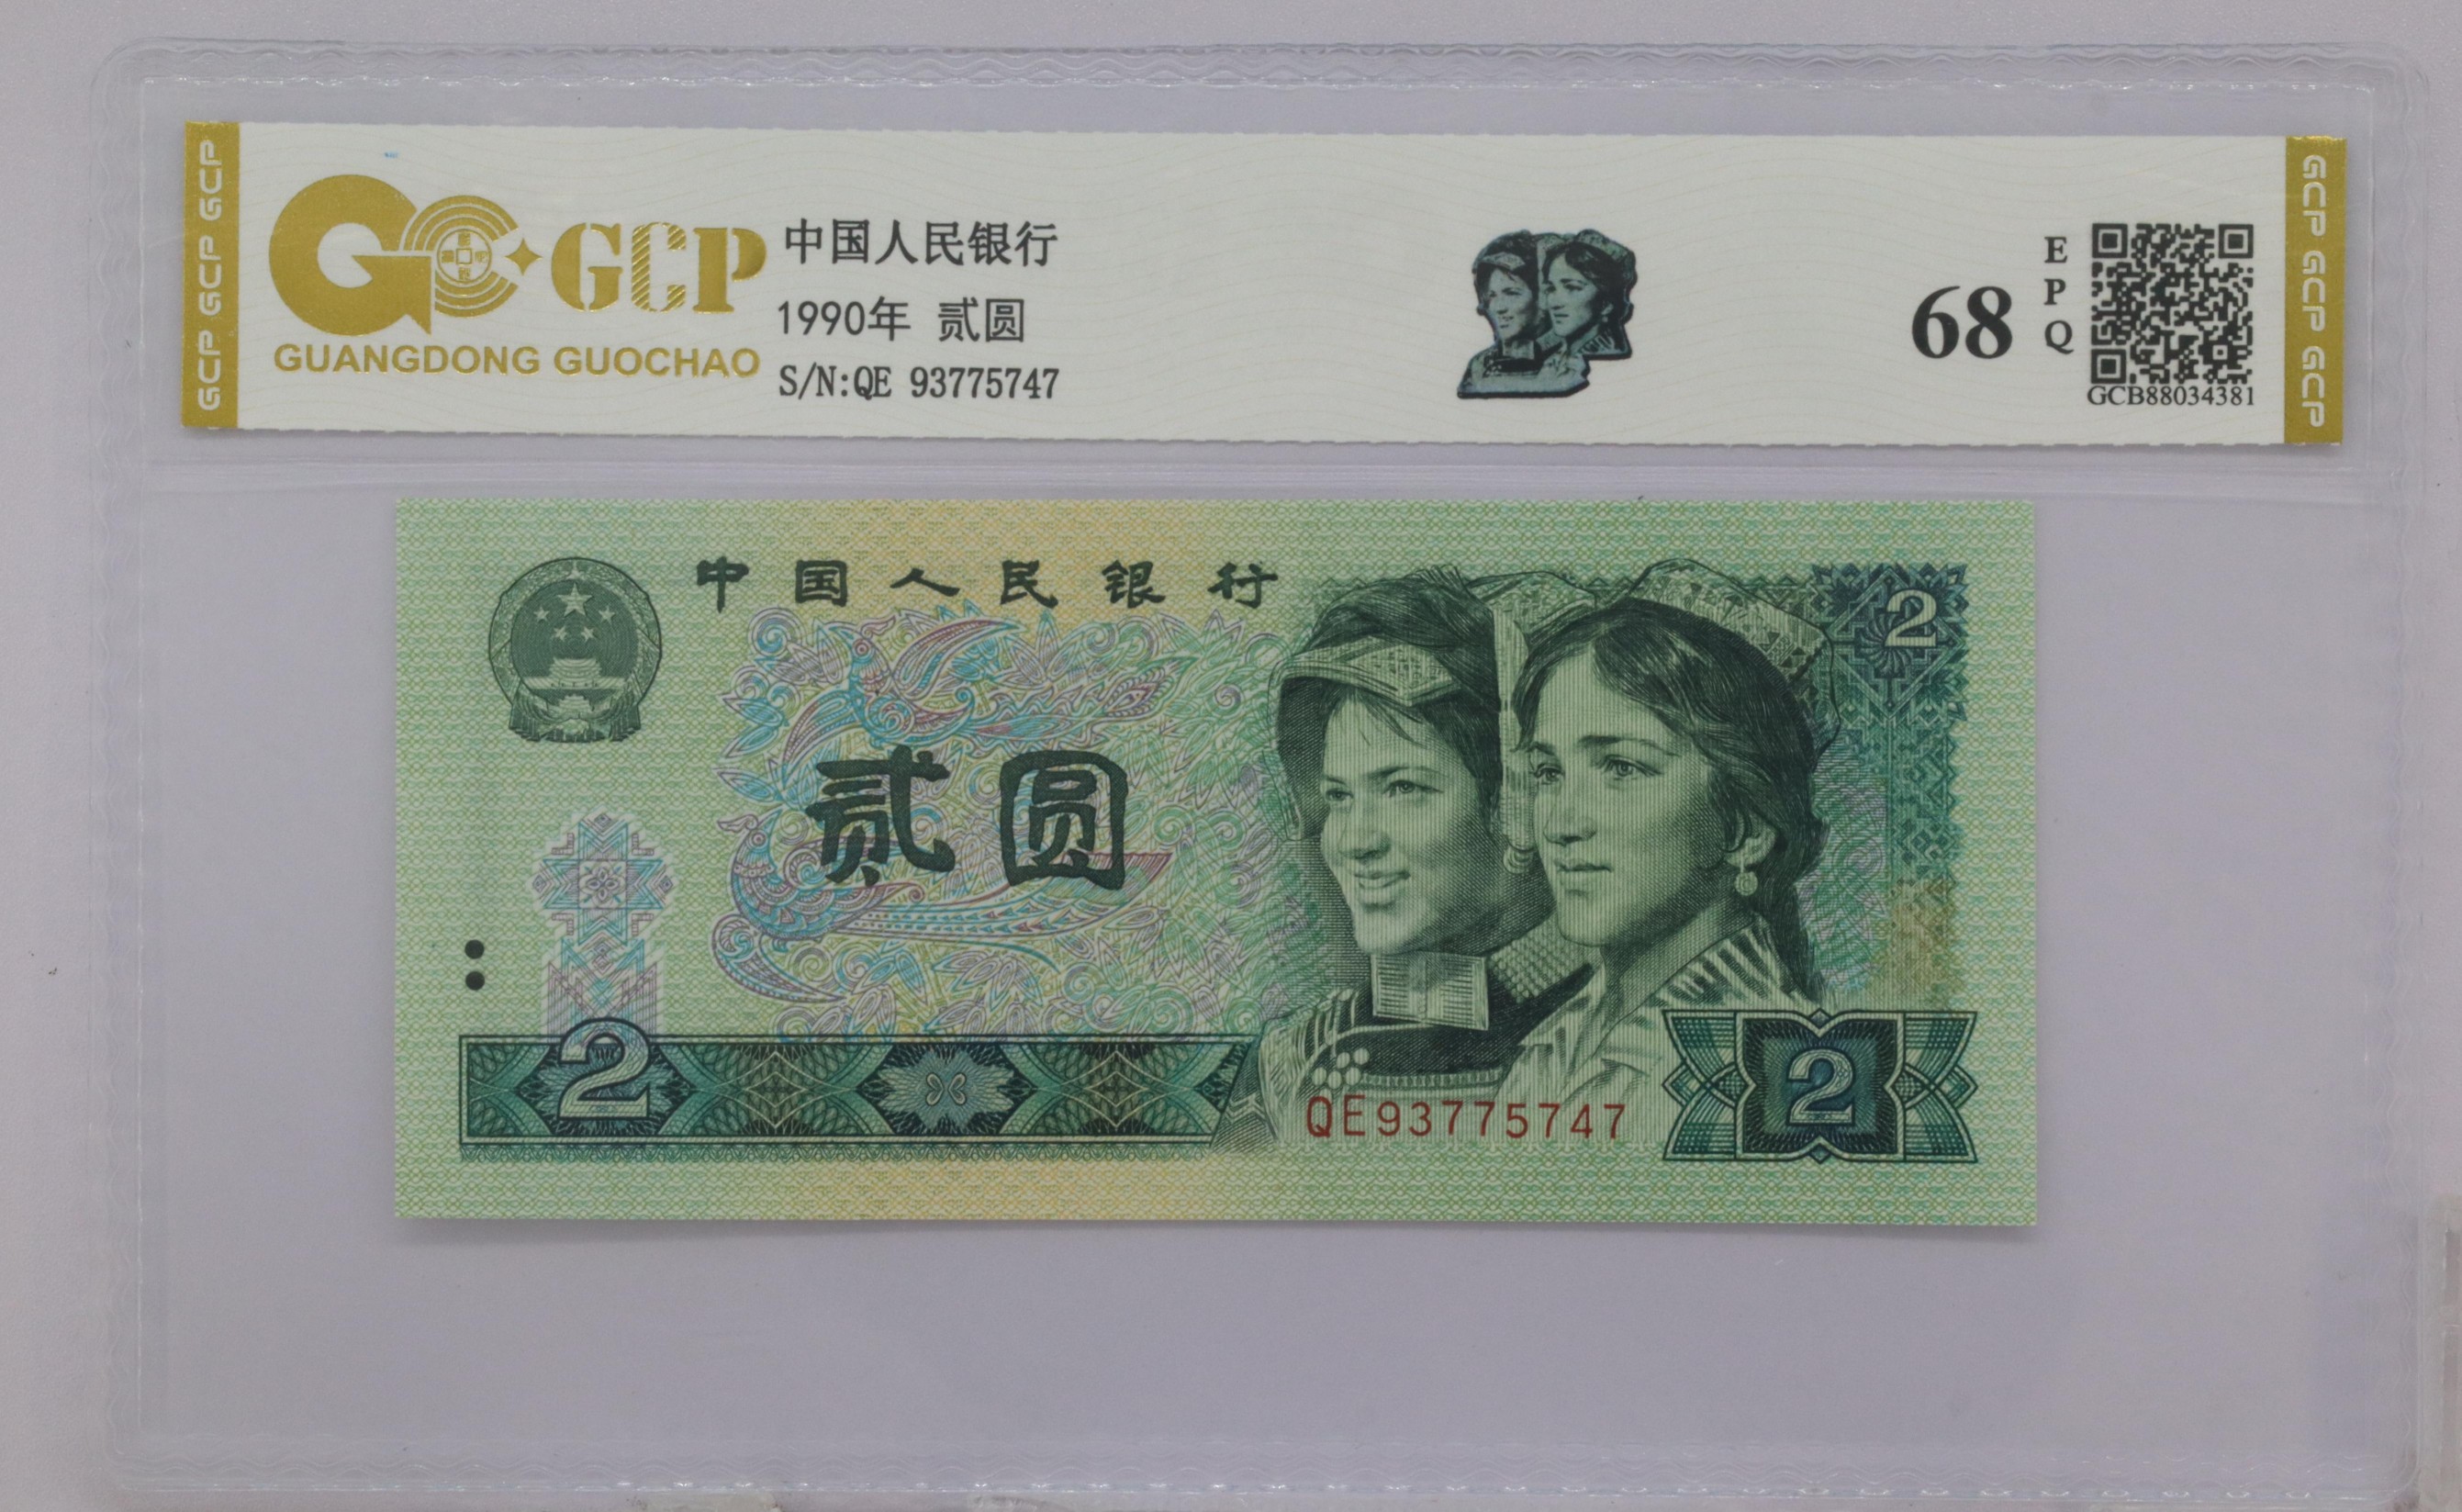 GCP GCP GCP
GCP
GUANGDONG GUOCHAO
中国人民银行
1990年 贰圆
S/N:QE 93775747
68
EPQ
GCB88034381
GCP GCP GCP
中国人民银行
2
贰圆
2
QE93775747
2